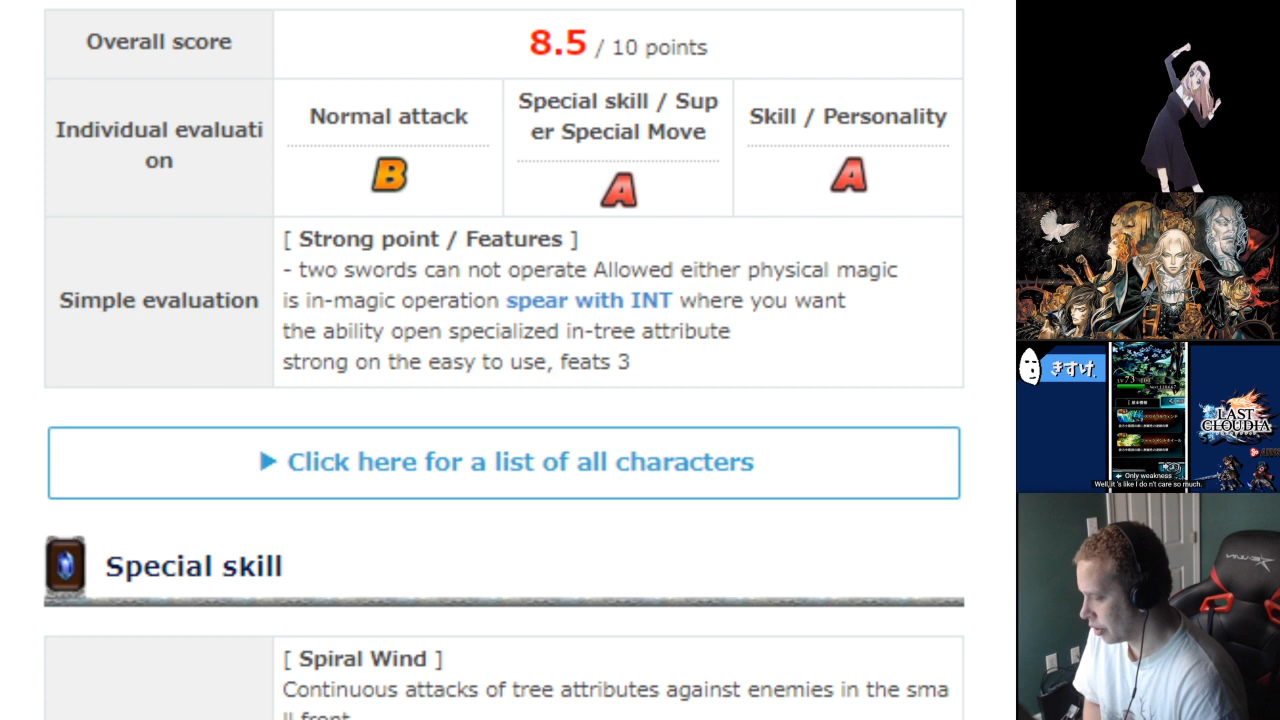 Overall score
8.5 / 10 points
Individual evaluati
on
Normal attack
B
Special skill / Sup
er Special Move
A
Skill / Personality
A
Simple evaluation
[ Strong point / Features ]
- two swords can not operate Allowed either physical magic
is in-magic operation spear with INT where you want
the ability open specialized in-tree attribute
strong on the easy to use, feats 3
▶ Click here for a list of all characters
Special skill
[ Spiral Wind ]
Continuous attacks of tree attributes against enemies in the sma
ll front
きすけ
73
LAST
CLOUDIA
Only weakness
Well, it 's like I do n't care so much.